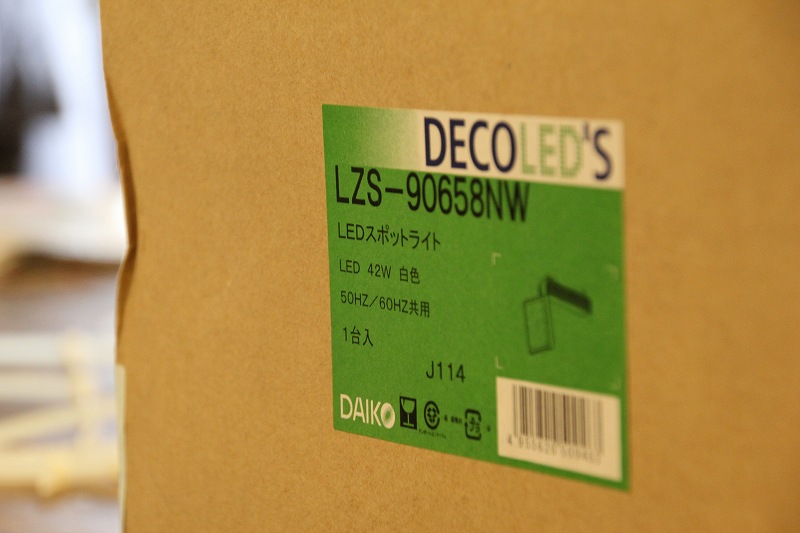 DECOLED'S
LZS-90658NW
LEDスポットライト
LED 42W 白色
50HZ/60HZ共用
1台入
J114
DAIKO